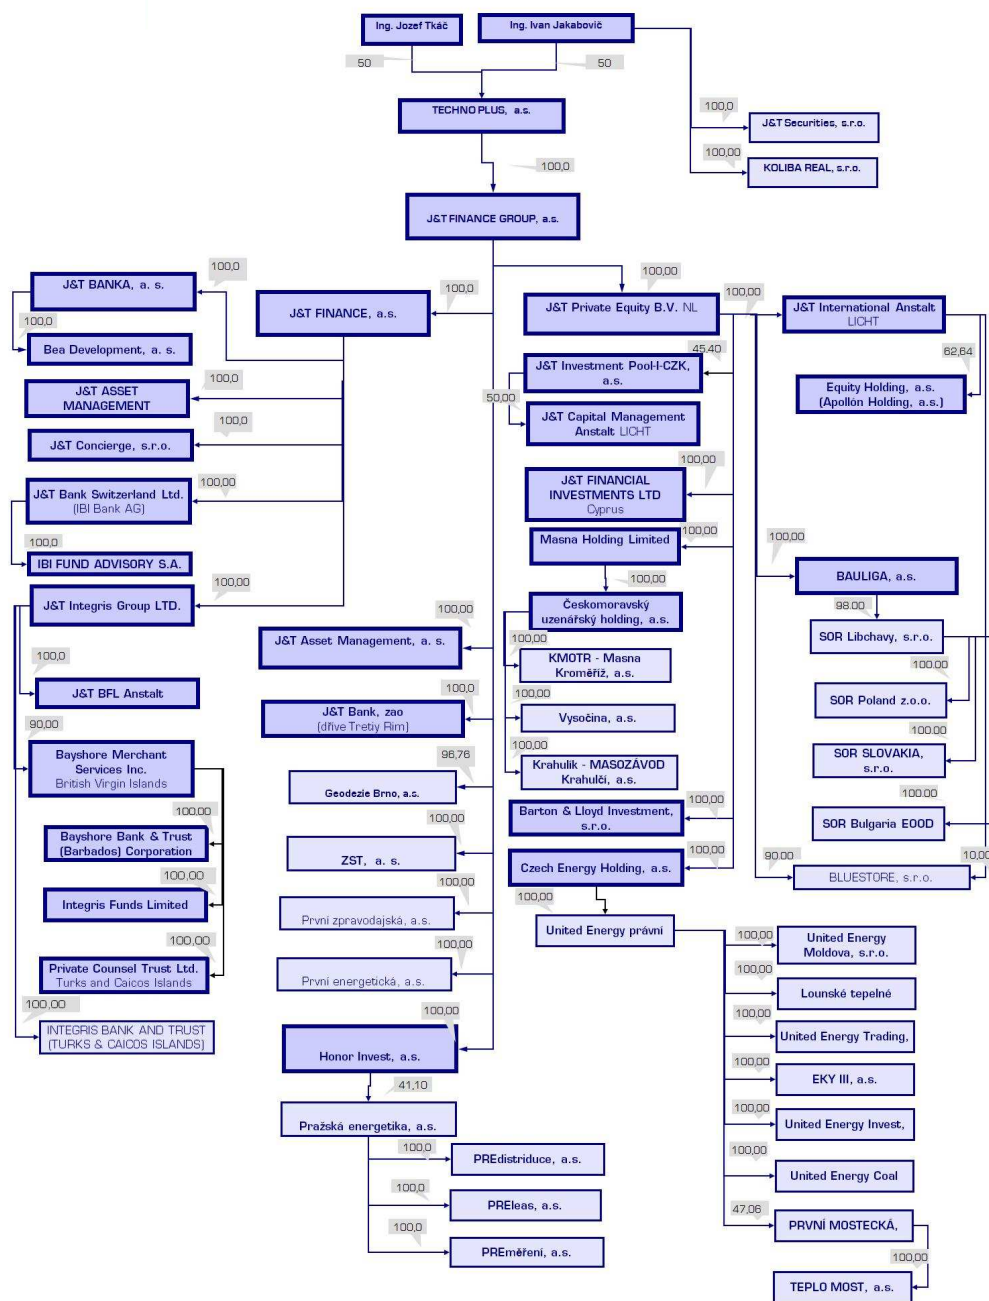 Ing. Jozef Tkáč
Ing. Ivan Jakabovič
50
50
TECHNO PLUS, a.s.
100,0
J&T Securities, s.r.o.
100,00
KOLIBA REAL, s.r.o.
100,0
J&T FINANCE GROUP, a.s.
100,0
J&T BANKA, a. s.
100,0
Bea Development, a. s.
100,0
J&T ASSET
MANAGEMENT
100,0
J&T Concierge, s.r.o.
100,00
J&T Bank Switzerland Ltd.
(IBI Bank AG)
100,0
IBI FUND ADVISORY S.A.
100,00
J&T Integris Group LTD.
100,0
J&T BFL Anstalt
90,00
Bayshore Merchant
Services Inc.
British Virgin Islands
100,00
Bayshore Bank & Trust
(Barbados) Corporation
100,00
Integris Funds Limited
100,00
Private Counsel Trust Ltd.
Turks and Caicos Islands
100,00
INTEGRIS BANK AND TRUST
(TURKS & CAICOS ISLANDS)
100,0
J&T FINANCE, a.s.
100,00
J&T Asset Management, a. s.
100,0
J&T Bank, zao
(dříve Tretiy Rim)
96,76
Geodezie Brno, a.s.
100,00
ZST, a. s.
100,00
První zpravodajská, a.s.
100,00
První energetická, a.s.
100,00
Honor Invest, a.s.
41,10
Pražská energetika, a.s.
100,0
PREdistriduce, a.s.
100,0
PREleas, a.s.
100,0
PREměření, a.s.
100,00
J&T Private Equity B.V. NL
45,40
J&T Investment Pool-I-CZK,
a.s.
50,00
J&T Capital Management
Anstalt LICHT
100,00
J&T FINANCIAL
INVESTMENTS LTD
Cyprus
100,00
Masna Holding Limited
100,00
Českomoravský
uzenářský holding, a.s.
100,00
KMOTR - Masna
Kroměříž, a.s.
100,00
Vysočina, a.s.
100,00
Krahulík - MASOZÁVOD
Krahulčí, a.s.
100,00
Barton & Lloyd Investment,
s.r.o.
100,00
Czech Energy Holding, a.s.
100,00
United Energy právní
100,00
J&T International Anstalt
LICHT
62,64
Equity Holding, a.s.
(Apollón Holding, a.s.)
100,00
BAULIGA, a.s.
98.00
SOR Libchavy, s.r.o.
100.00
SOR Poland z.o.o.
100.00
SOR SLOVAKIA,
s.r.o.
100.00
SOR Bulgaria EOOD
90.00
10,00
BLUESTORE, s.r.o.
100,00
United Energy
Moldova, s.r.o.
100,00
Lounské tepelné
100,00
United Energy Trading,
100,00
EKY III, a.s.
100,00
United Energy Invest,
100,00
United Energy Coal
47,06
PRVNÍ MOSTECKÁ,
100,00
TEPLO MOST, a.s.